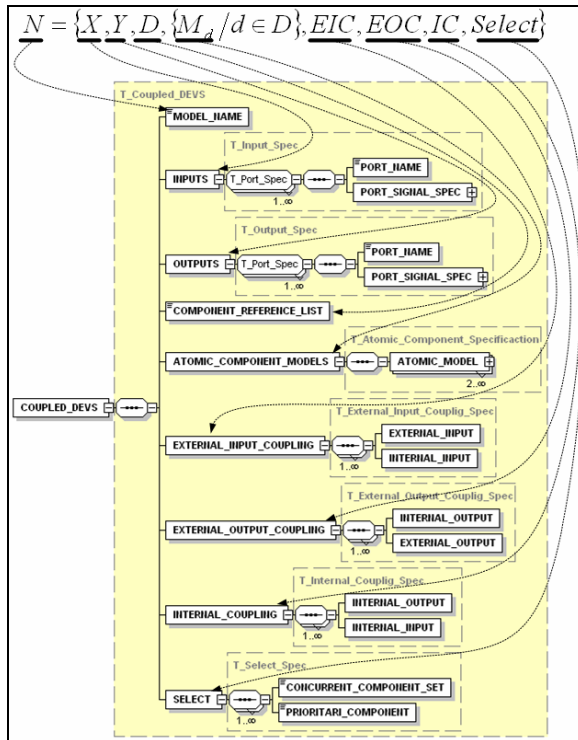 N = {X,Y,D,{M_d/d∈D},EIC,EOC,IC,Select}
T_Coupled_DEVS
MODEL_NAME
T_Input_Spec
INPUTS
T_Port_Spec
1..∞
PORT_NAME
PORT_SIGNAL_SPEC
T_Output_Spec
OUTPUTS
T_Port_Spec
1..∞
PORT_NAME
PORT_SIGNAL_SPEC
COMPONENT_REFERENCE_LIST
T_Atomic_Component_Specificaction
ATOMIC_COMPONENT_MODELS
ATOMIC_MODEL
2..∞
COUPLED_DEVS
T_External_Input_Couplig_Spec
EXTERNAL_INPUT_COUPLING
1..∞
EXTERNAL_INPUT
INTERNAL_INPUT
T_External_Output_Couplig_Spec
EXTERNAL_OUTPUT_COUPLING
1..∞
INTERNAL_OUTPUT
EXTERNAL_OUTPUT
T_Internal_Couplig_Spec
INTERNAL_COUPLING
1..∞
INTERNAL_OUTPUT
INTERNAL_INPUT
T_Select_Spec
SELECT
1..∞
CONCURRENT_COMPONENT_SET
PRIORITARI_COMPONENT